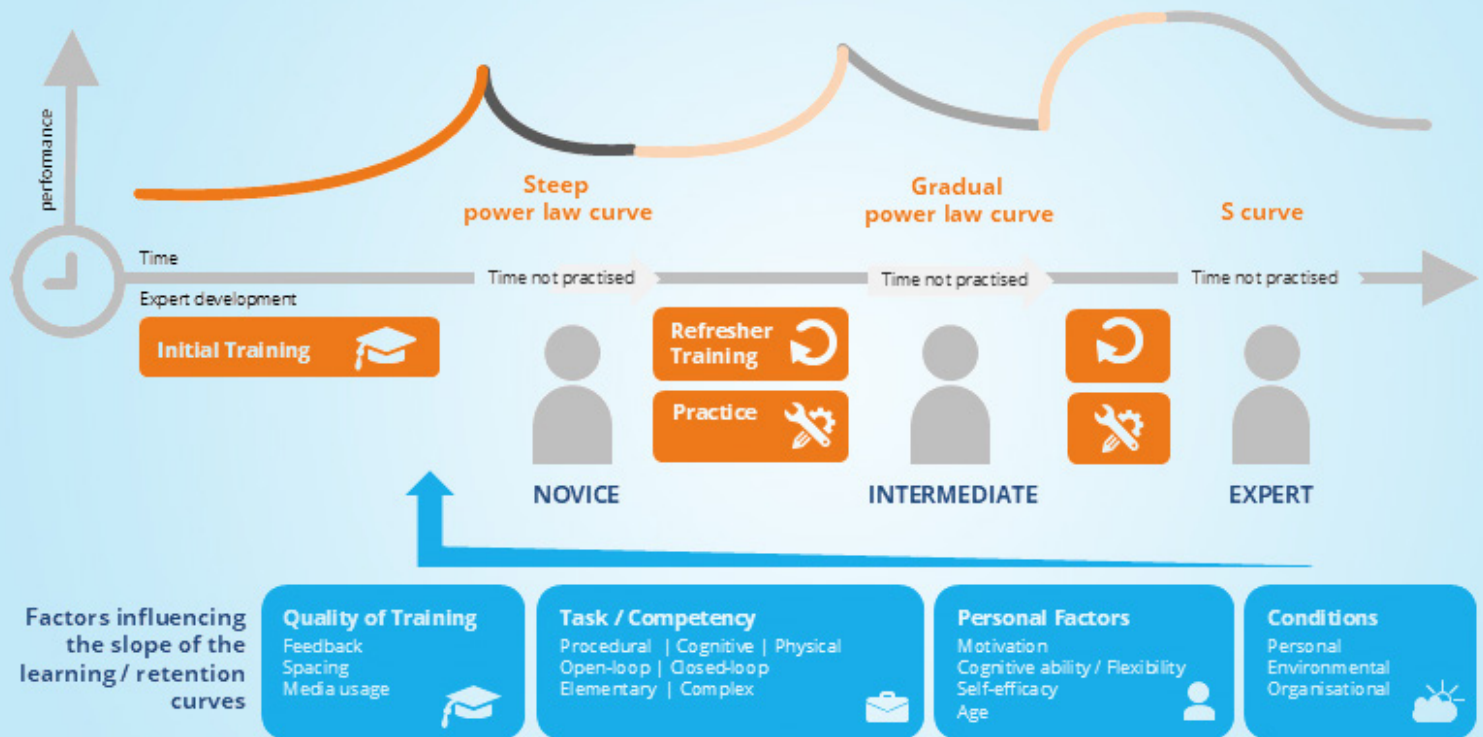 performance
Steep
power law curve
Gradual
power law curve
S curve
Time
Time not practised
Time not practised
Time not practised
Expert development
Initial Training
Refresher
Training
Practice
NOVICE
INTERMEDIATE
EXPERT
Factors influencing
the slope of the
learning / retention
curves
Quality of Training
Feedback
Spacing
Media usage
Task / Competency
Procedural | Cognitive | Physical
Open-loop | Closed-loop
Elementary | Complex
Personal Factors
Motivation
Cognitive ability / Flexibility
Self-efficacy
Age
Conditions
Personal
Environmental
Organisational